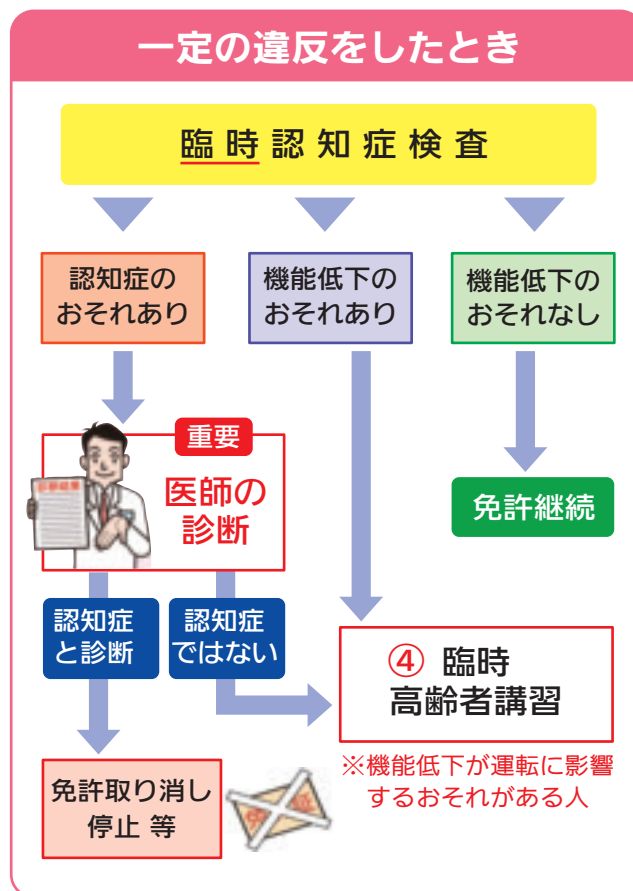 一定の違反をしたとき
臨時認知症検査
認知症の
おそれあり
機能低下の
おそれあり
機能低下の
おそれなし
重要
医師の
診断
免許継続
認知症
と診断
認知症
ではない
④ 臨時
高齢者講習
※機能低下が運転に影響
するおそれがある人
免許取り消し
停止 等